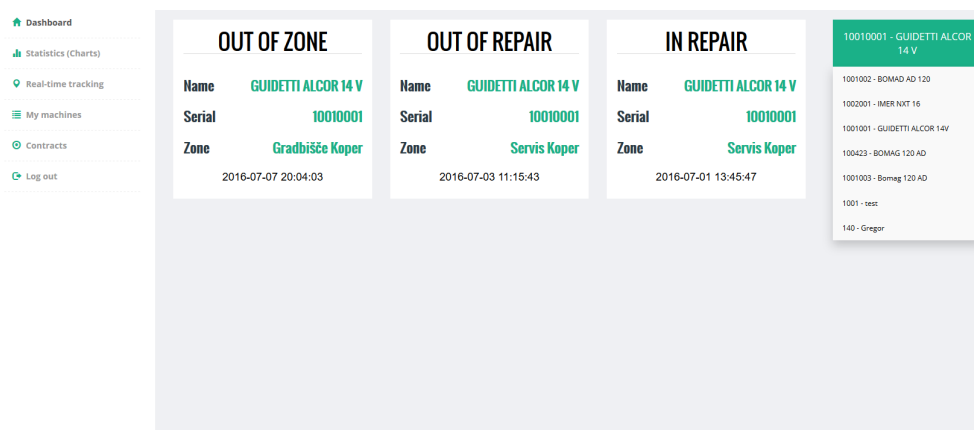 Dashboard
Statistics (Charts)
Real-time tracking
My machines
Contracts
Log out
OUT OF ZONE
Name GUIDETTI ALCOR 14 V
Serial 10010001
Zone Gradbišče Koper
2016-07-07 20:04:03
OUT OF REPAIR
Name GUIDETTI ALCOR 14 V
Serial 10010001
Zone Servis Koper
2016-07-03 11:15:43
IN REPAIR
Name GUIDETTI ALCOR 14 V
Serial 10010001
Zone Servis Koper
2016-07-01 13:45:47
10010001 - GUIDETTI ALCOR
14 V
1001002 - BOMAD AD 120
1002001 - IMER NXT 16
1001001 - GUIDETTI ALCOR 14V
100423 - BOMAG 120 AD
1001003 - Bomag 120 AD
1001 - test
140 - Gregor